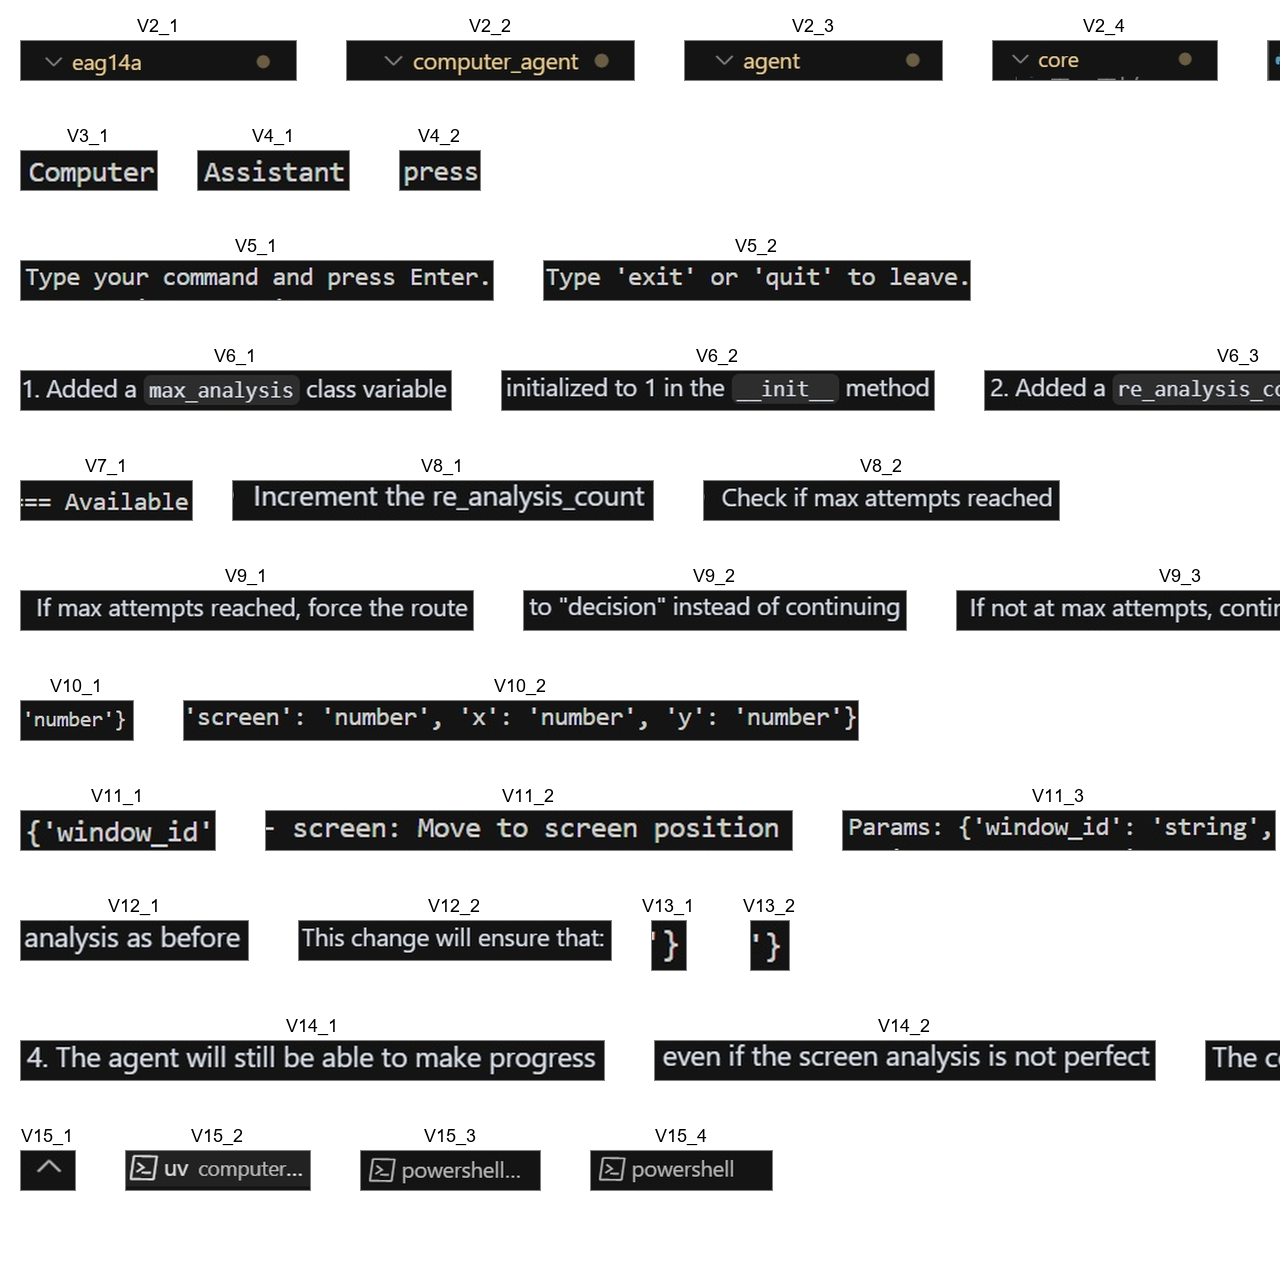 V2_1 V2_2 V2_3 V2_4
eag14a computer_agent agent core
V3_1 V4_1 V4_2
Computer Assistant press
V5_1 V5_2
Type your command and press Enter. Type 'exit' or 'quit' to leave.
V6_1 V6_2 V6_3
1. Added a max_analysis class variable initialized to 1 in the __init__ method 2. Added a
V7_1 V8_1 V8_2
== Available Increment the re_analysis_count Check if max attempts reached
V9_1 V9_2 V9_3
If max attempts reached, force the route to "decision" instead of continuing If not at max attempts,
V10_1 V10_2
'number'} 'screen': 'number', 'x': 'number', 'y': 'number'}
V11_1 V11_2 V11_3
{'window_id' - screen: Move to screen position Params: {'window_id': 'string',
V12_1 V12_2 V13_1 V13_2
analysis as before This change will ensure that: '} '}
V14_1 V14_2
4. The agent will still be able to make progress even if the screen analysis is not perfect The
V15_1 V15_2 V15_3 V15_4
uv computer... powershell... powershell